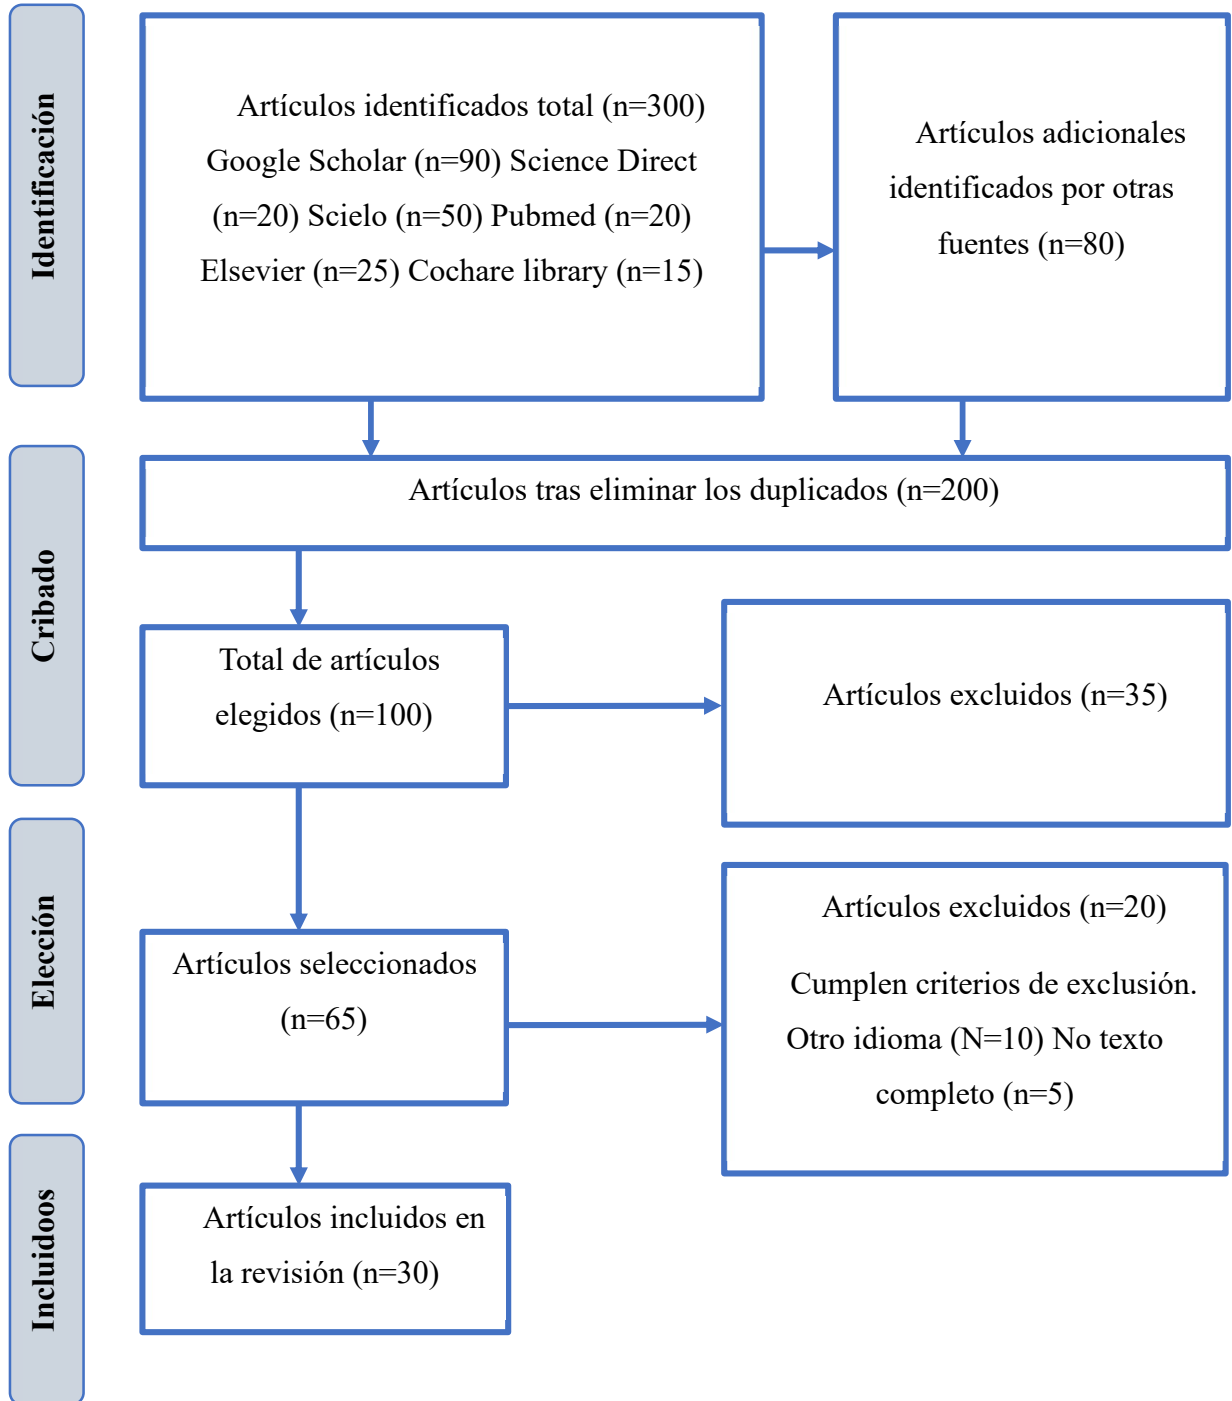 Identificación
Artículos identificados total (n=300)
Google Scholar (n=90) Science Direct
(n=20) Scielo (n=50) Pubmed (n=20)
Elsevier (n=25) Cochare library (n=15)
Artículos adicionales
identificados por otras
fuentes (n=80)
Cribado
Artículos tras eliminar los duplicados (n=200)
Total de artículos
elegidos (n=100)
Artículos excluidos (n=35)
Elección
Artículos seleccionados
(n=65)
Artículos excluidos (n=20)
Cumplen criterios de exclusión.
Otro idioma (N=10) No texto
completo (n=5)
Incluidoos
Artículos incluidos en
la revisión (n=30)